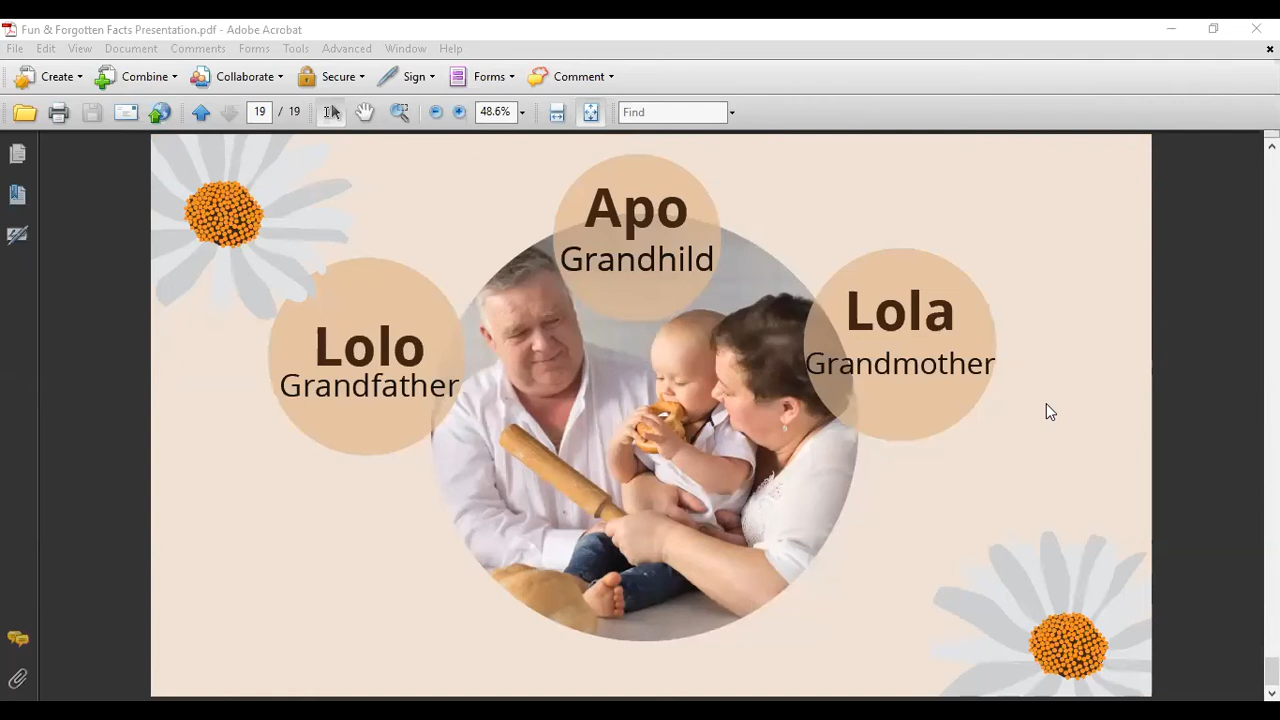 Fun & Forgotten Facts Presentation.pdf - Adobe Acrobat
File Edit View Document Comments Forms Tools Advanced Window Help
Create Combine Collaborate Secure Sign Forms Comment
19 / 19 48.6% Find
Apo
Grandhild
Lolo
Grandfather
Lola
Grandmother